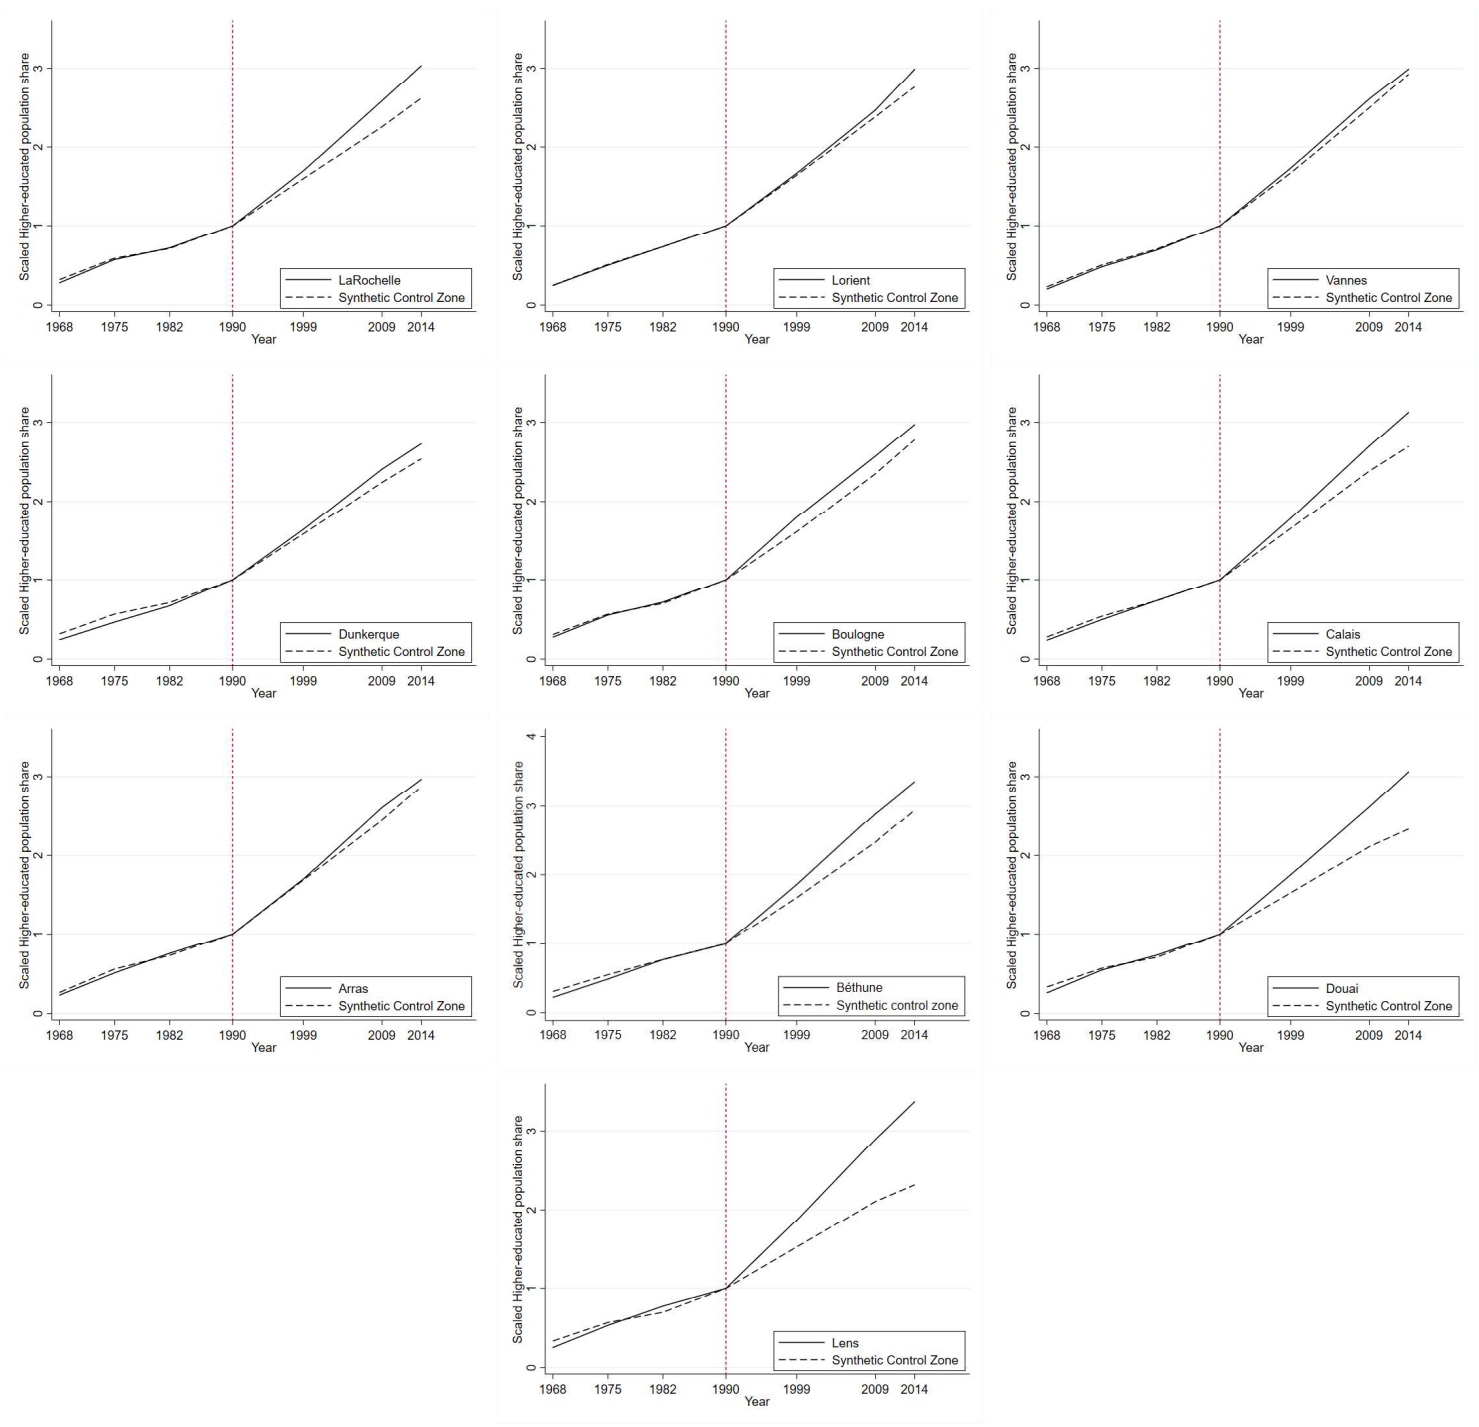 Scaled Higher-educated population share
3
2
1
0
LaRochelle
Synthetic Control Zone
1968 1975 1982 1990 1999 2009 2014
Year
Scaled Higher-educated population share
3
2
1
0
Lorient
Synthetic Control Zone
1968 1975 1982 1990 1999 2009 2014
Year
Scaled Higher-educated population share
3
2
1
0
Vannes
Synthetic Control Zone
1968 1975 1982 1990 1999 2009 2014
Year
Scaled Higher-educated population share
3
2
1
0
Dunkerque
Synthetic Control Zone
1968 1975 1982 1990 1999 2009 2014
Year
Scaled Higher-educated population share
3
2
1
0
Boulogne
Synthetic Control Zone
1968 1975 1982 1990 1999 2009 2014
Year
Scaled Higher-educated population share
3
2
1
0
Calais
Synthetic Control Zone
1968 1975 1982 1990 1999 2009 2014
Year
Scaled Higher-educated population share
3
2
1
0
Arras
Synthetic Control Zone
1968 1975 1982 1990 1999 2009 2014
Year
Scaled Higher-educated population share
4
3
2
1
0
Béthune
Synthetic control zone
1968 1975 1982 1990 1999 2009 2014
Year
Scaled Higher-educated population share
3
2
1
0
Douai
Synthetic Control Zone
1968 1975 1982 1990 1999 2009 2014
Year
Scaled Higher-educated population share
3
2
1
0
Lens
Synthetic Control Zone
1968 1975 1982 1990 1999 2009 2014
Year